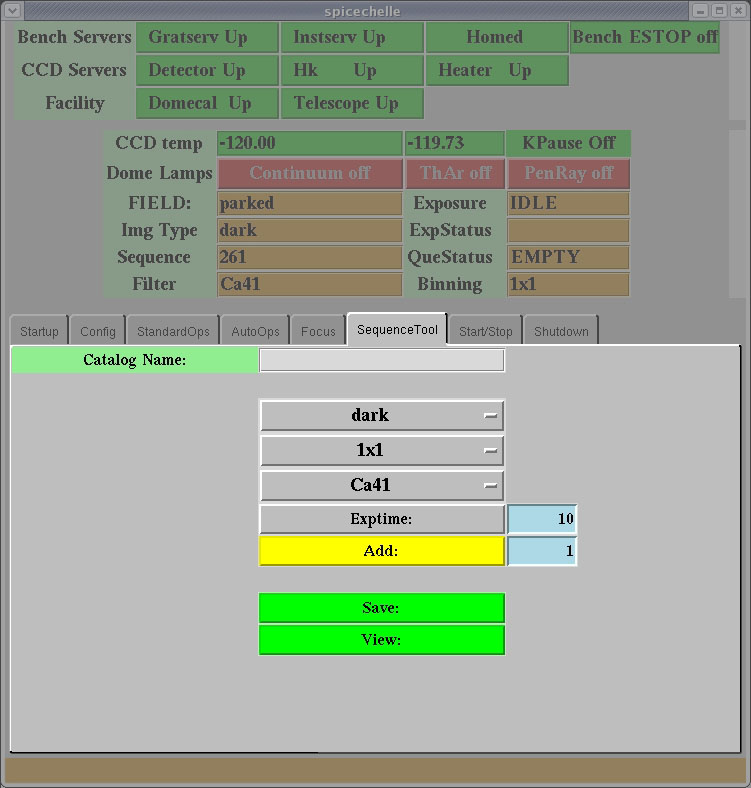 spicechelle
Bench Servers Gratserv Up Instserv Up Homed Bench ESTOP off
CCD Servers Detector Up Hk Up Heater Up
Facility Domecal Up Telescope Up
CCD temp -120.00 -119.73 KPause Off
Dome Lamps Continuum off ThAr off PenRay off
FIELD: parked Exposure IDLE
Img Type dark ExpStatus
Sequence 261 QueStatus EMPTY
Filter Ca41 Binning 1x1
Startup Config StandardOps AutoOps Focus SequenceTool Start/Stop Shutdown
Catalog Name:
dark
1x1
Ca41
Exptime: 10
Add: 1
Save:
View: